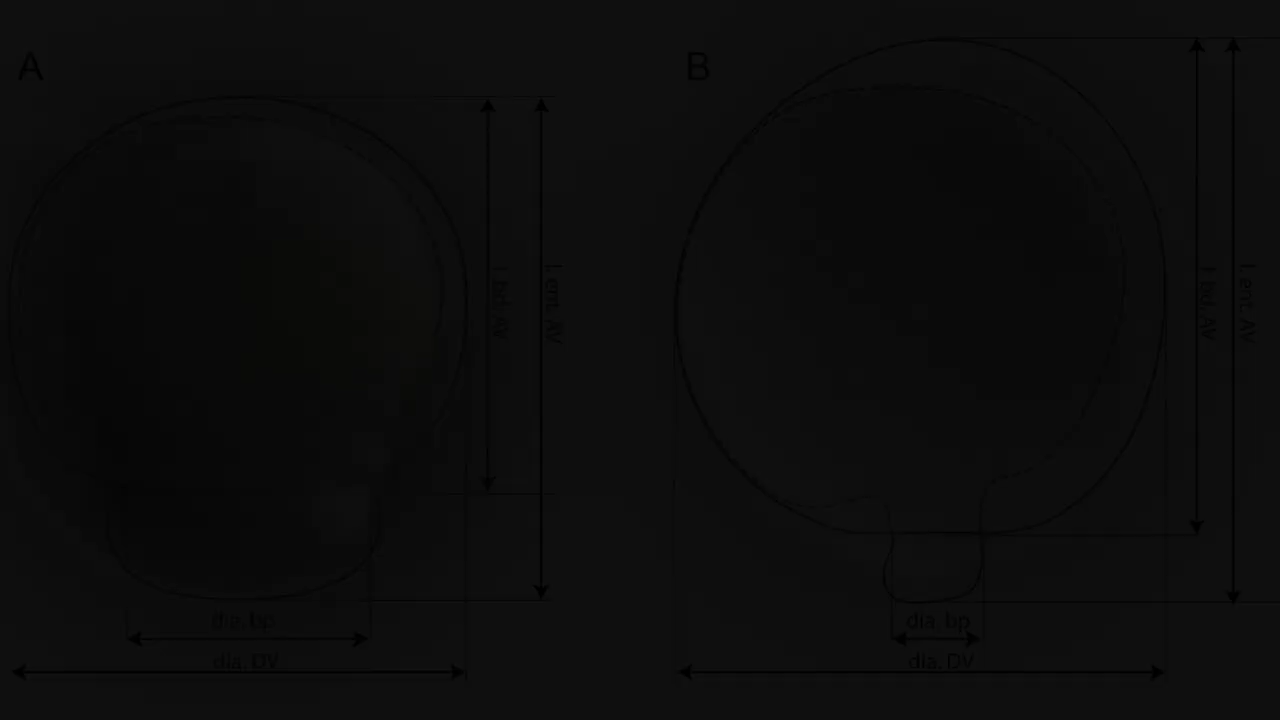 A
B
l. bd. AV
l. ent. AV
l. bd. AV
l. ent. AV
dia. bp
dia. DV
dia. bp
dia. DV